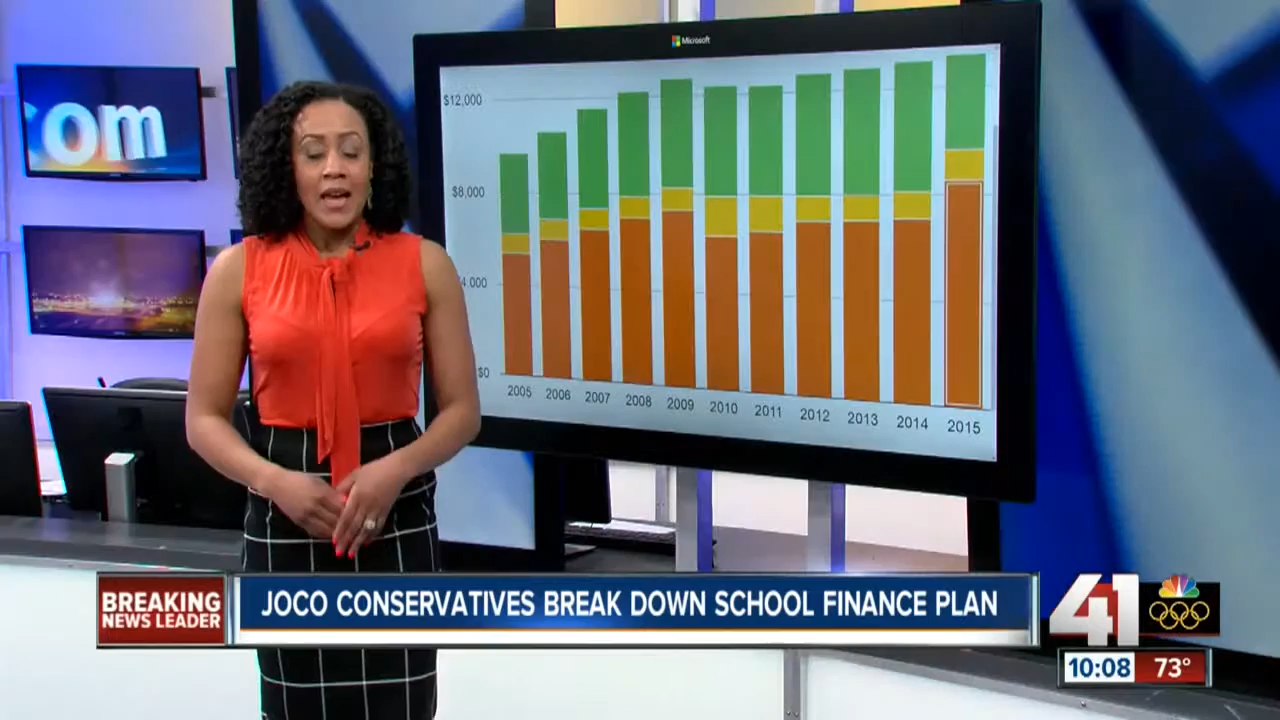 com
Microsoft
$12,000
$8,000
4 000
$0
2005 2006 2007 2008 2009 2010 2011 2012 2013 2014 2015
BREAKING
NEWS LEADER
JOCO CONSERVATIVES BREAK DOWN SCHOOL FINANCE PLAN
41
10:08 73°